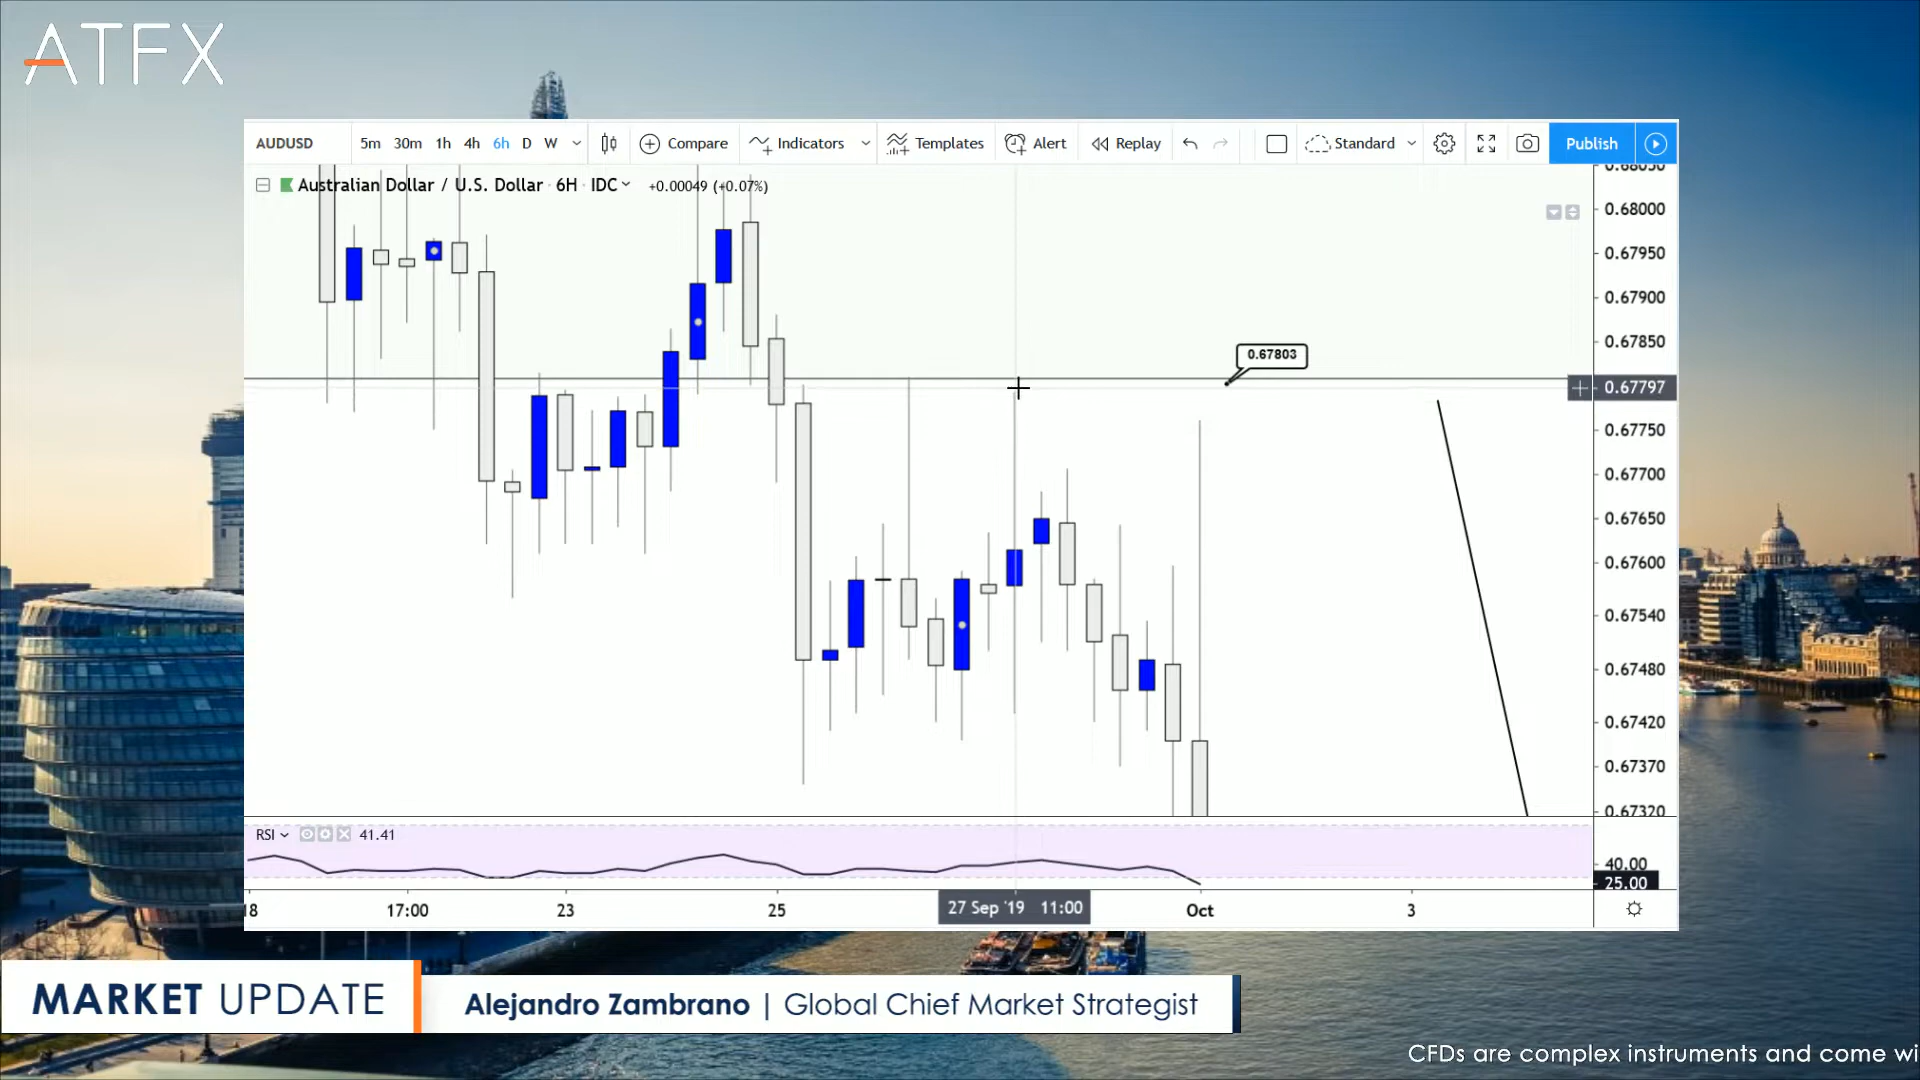 ATFX
AUDUSD 5m 30m 1h 4h 6h D W Compare Indicators Templates Alert Replay Standard Publish
Australian Dollar / U.S. Dollar · 6H · IDC +0.00049 (+0.07%)
0.68050
0.68000
0.67950
0.67900
0.67850
0.67803
0.67797
0.67750
0.67700
0.67650
0.67600
0.67540
0.67480
0.67420
0.67370
0.67320
RSI 41.41
40.00
25.00
18 17:00 23 25 27 Sep '19 11:00 Oct 3
MARKET UPDATE
Alejandro Zambrano | Global Chief Market Strategist
CFDs are complex instruments and come wi